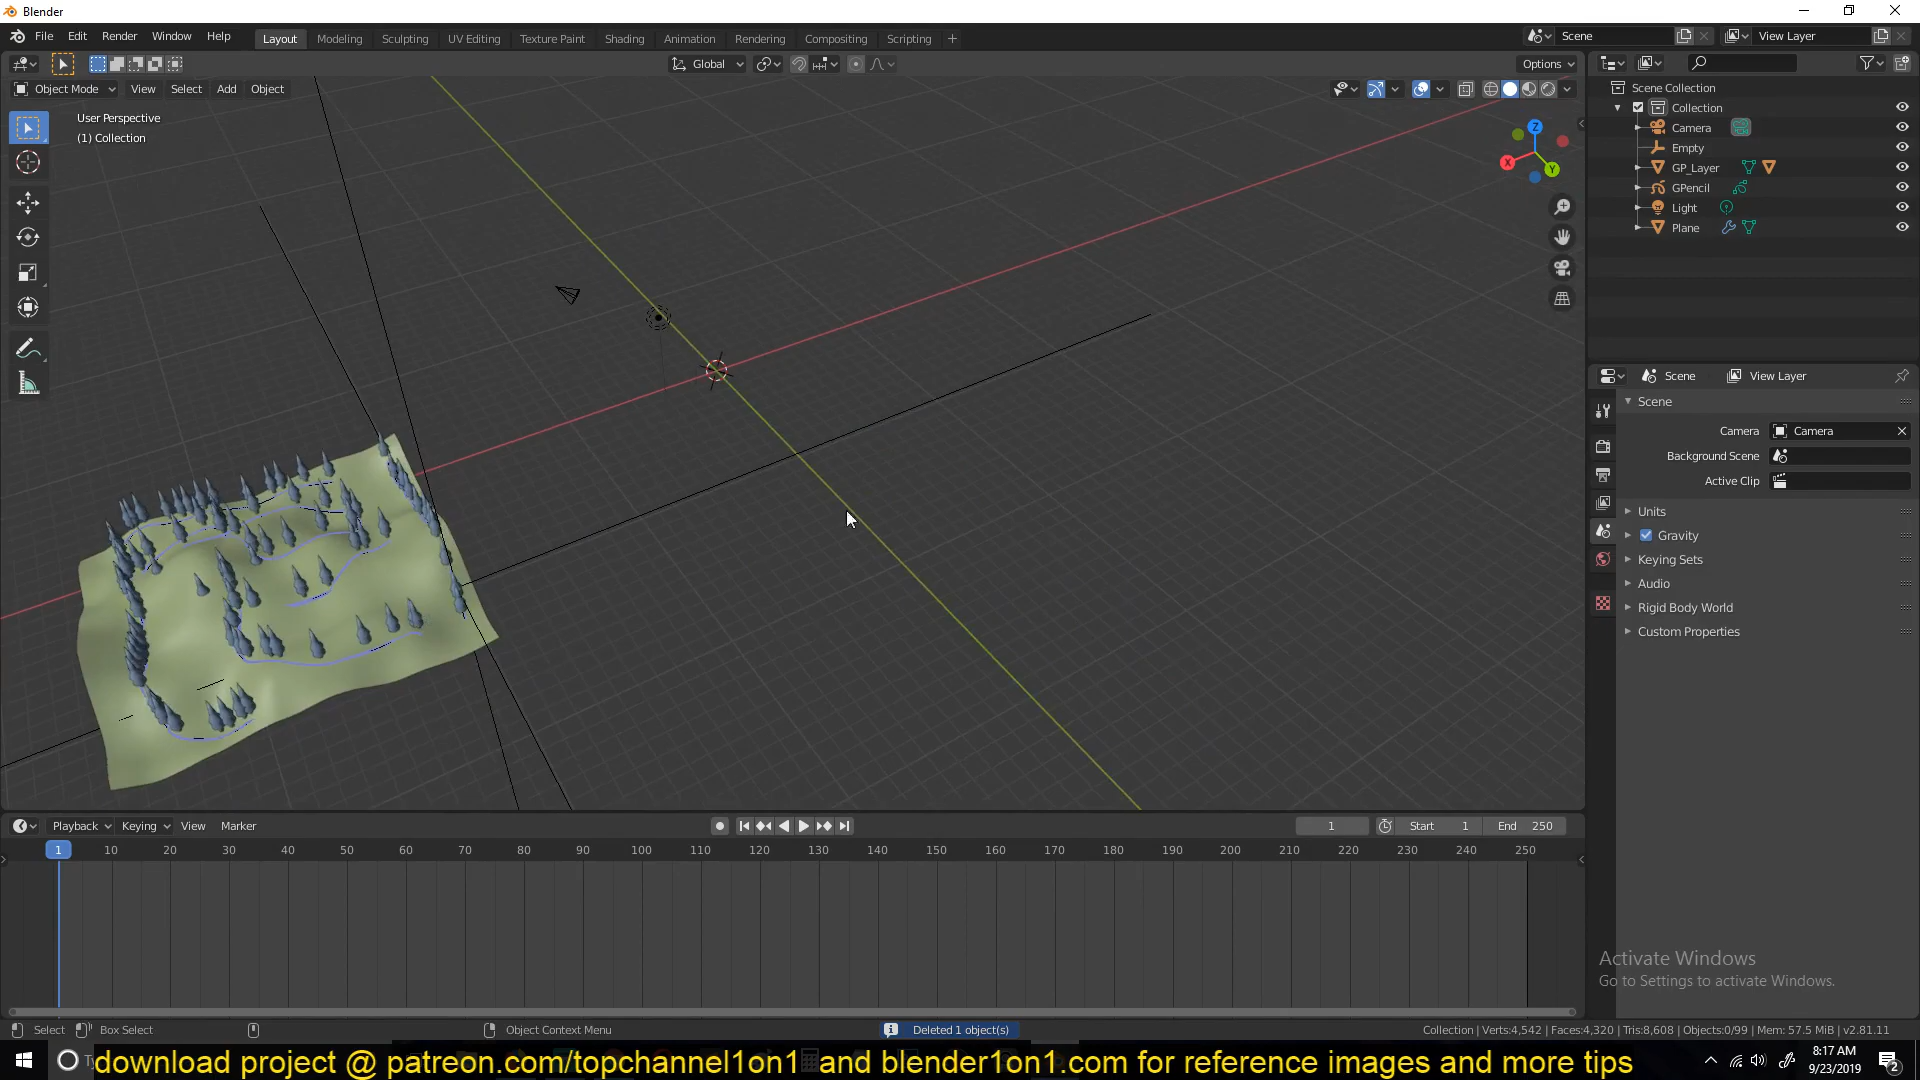 Blender
File Edit Render Window Help Layout Modeling Sculpting UV Editing Texture Paint Shading Animation Rendering Compositing Scripting + Scene View Layer
Global Options
Object Mode View Select Add Object
User Perspective
(1) Collection
Z
X
Y
Scene Collection
Collection
Camera
Empty
GP_Layer
GPencil
Light
Plane
Scene View Layer
Scene
Camera Camera
Background Scene
Active Clip
Units
Gravity
Keying Sets
Audio
Rigid Body World
Custom Properties
Playback Keying View Marker 1 Start 1 End 250
1 10 20 30 40 50 60 70 80 90 100 110 120 130 140 150 160 170 180 190 200 210 220 230 240 250
Activate Windows
Go to Settings to activate Windows.
Select Box Select Object Context Menu Deleted 1 object(s) Collection | Verts:4,542 | Faces:4,320 | Tris:8,608 | Objects:0/99 | Mem: 57.5 MiB | v2.81.11
download project @ patreon.com/topchannel1on1 and blender1on1.com for reference images and more tips
8:17 AM
9/23/2019
2